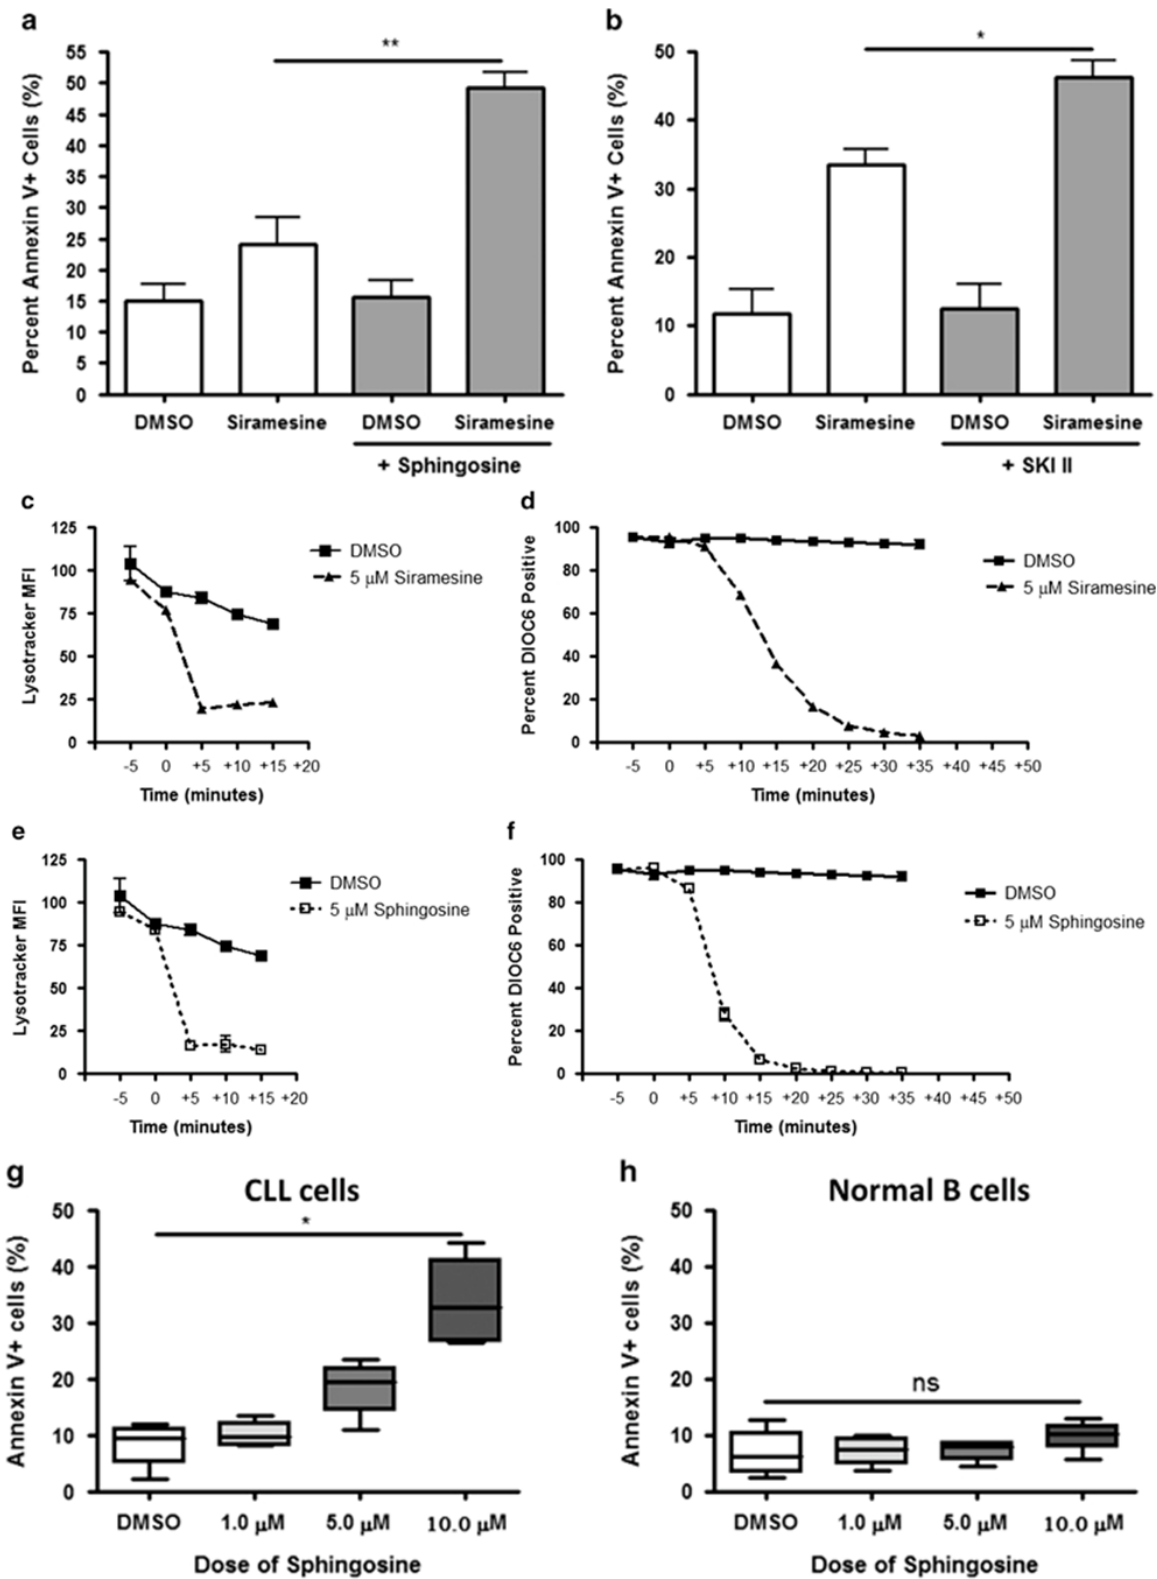 a
**
Percent Annexin V+ Cells (%)
55
50
45
40
35
30
25
20
15
10
5
0
DMSO Siramesine DMSO Siramesine
+ Sphingosine
b
*
Percent Annexin V+ Cells (%)
50
40
30
20
10
0
DMSO Siramesine DMSO Siramesine
+ SKI II
c
Lysotracker MFI
125
100
75
50
25
0
-5 0 +5 +10 +15 +20
Time (minutes)
DMSO
5 μM Siramesine
d
Percent DIOC6 Positive
100
80
60
40
20
0
-5 0 +5 +10 +15 +20 +25 +30 +35 +40 +45 +50
Time (minutes)
DMSO
5 μM Siramesine
e
Lysotracker MFI
125
100
75
50
25
0
-5 0 +5 +10 +15 +20
Time (minutes)
DMSO
5 μM Sphingosine
f
Percent DIOC6 Positive
100
80
60
40
20
0
-5 0 +5 +10 +15 +20 +25 +30 +35 +40 +45 +50
Time (minutes)
DMSO
5 μM Sphingosine
g
CLL cells
*
Annexin V+ cells (%)
50
40
30
20
10
0
DMSO 1.0 μM 5.0 μM 10.0 μM
Dose of Sphingosine
h
Normal B cells
ns
Annexin V+ cells (%)
50
40
30
20
10
0
DMSO 1.0 μM 5.0 μM 10.0 μM
Dose of Sphingosine